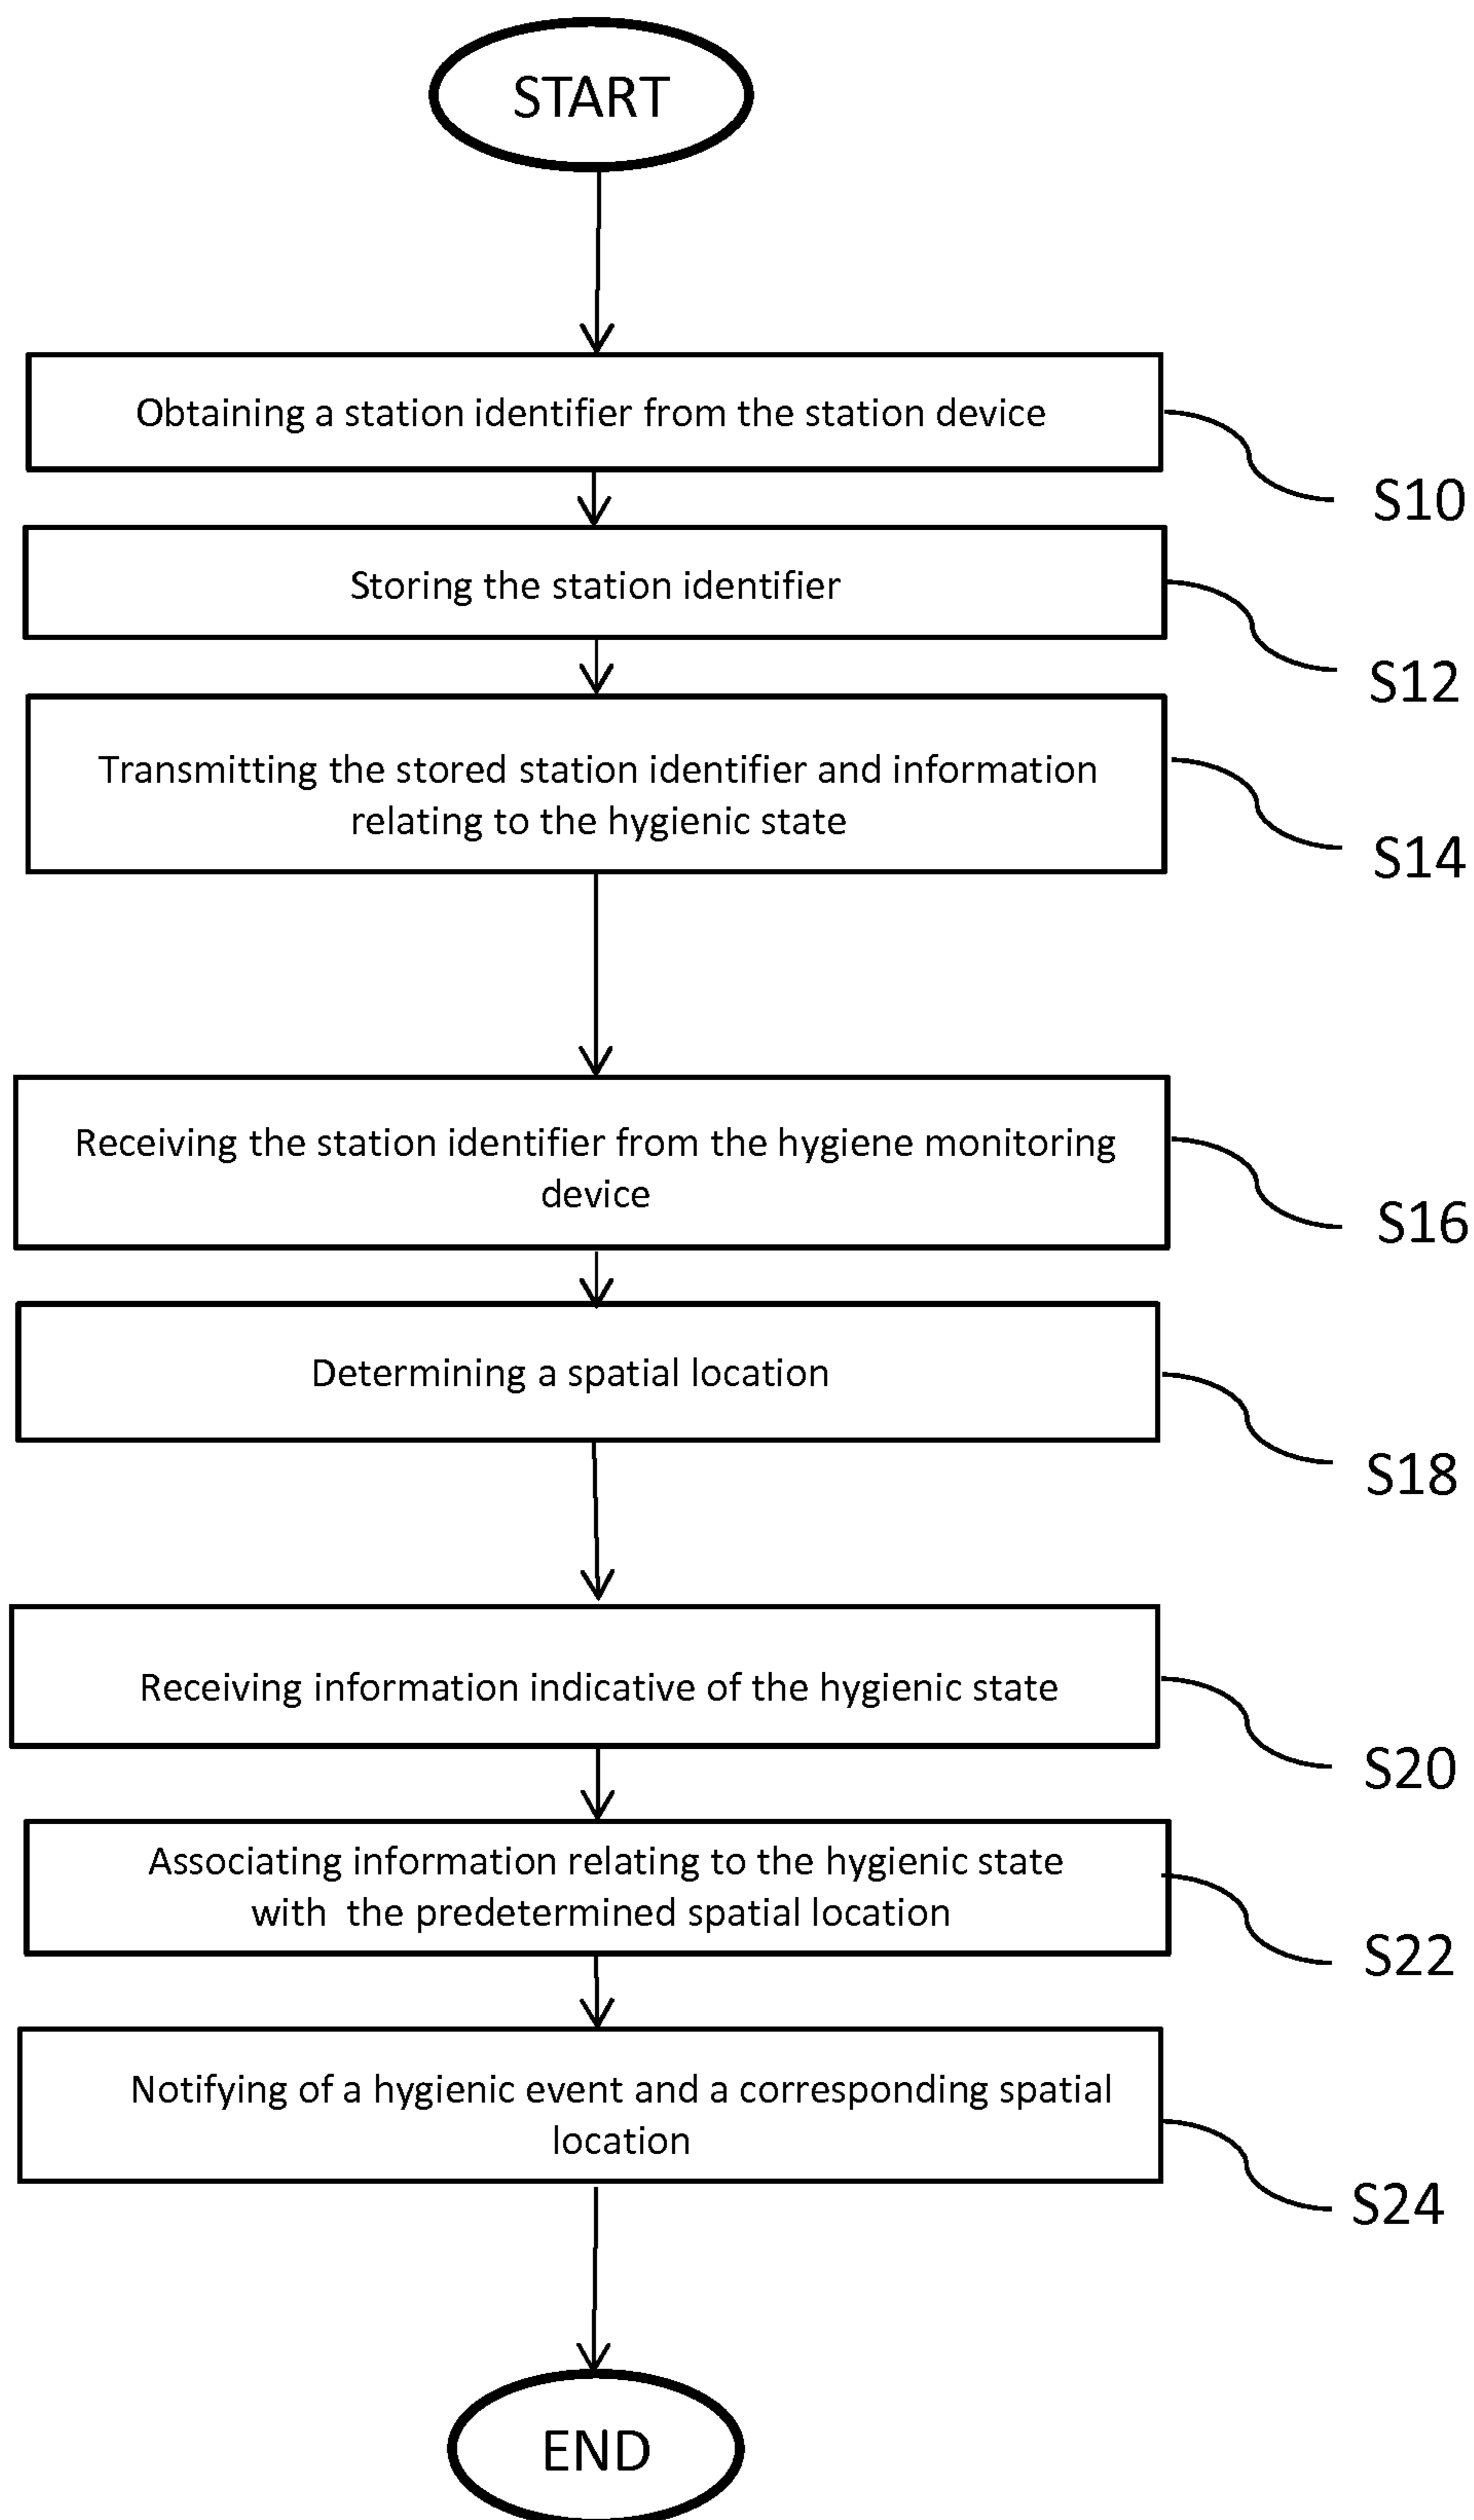 START
Obtaining a station identifier from the station device
S10
Storing the station identifier
S12
Transmitting the stored station identifier and information
relating to the hygienic state
S14
Receiving the station identifier from the hygiene monitoring
device
S16
Determining a spatial location
S18
Receiving information indicative of the hygienic state
S20
Associating information relating to the hygienic state
with the predetermined spatial location
S22
Notifying of a hygienic event and a corresponding spatial
location
S24
END